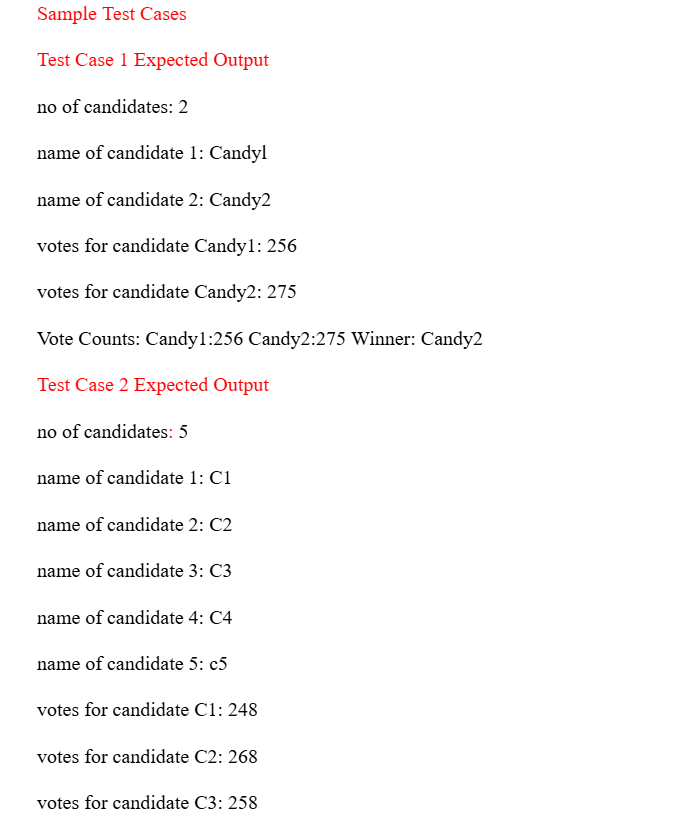 Sample Test Cases
Test Case 1 Expected Output
no of candidates: 2
name of candidate 1: Candyl
name of candidate 2: Candy2
votes for candidate Candy1: 256
votes for candidate Candy2: 275
Vote Counts: Candy1:256 Candy2:275 Winner: Candy2
Test Case 2 Expected Output
no of candidates: 5
name of candidate 1: C1
name of candidate 2: C2
name of candidate 3: C3
name of candidate 4: C4
name of candidate 5: c5
votes for candidate C1: 248
votes for candidate C2: 268
votes for candidate C3: 258